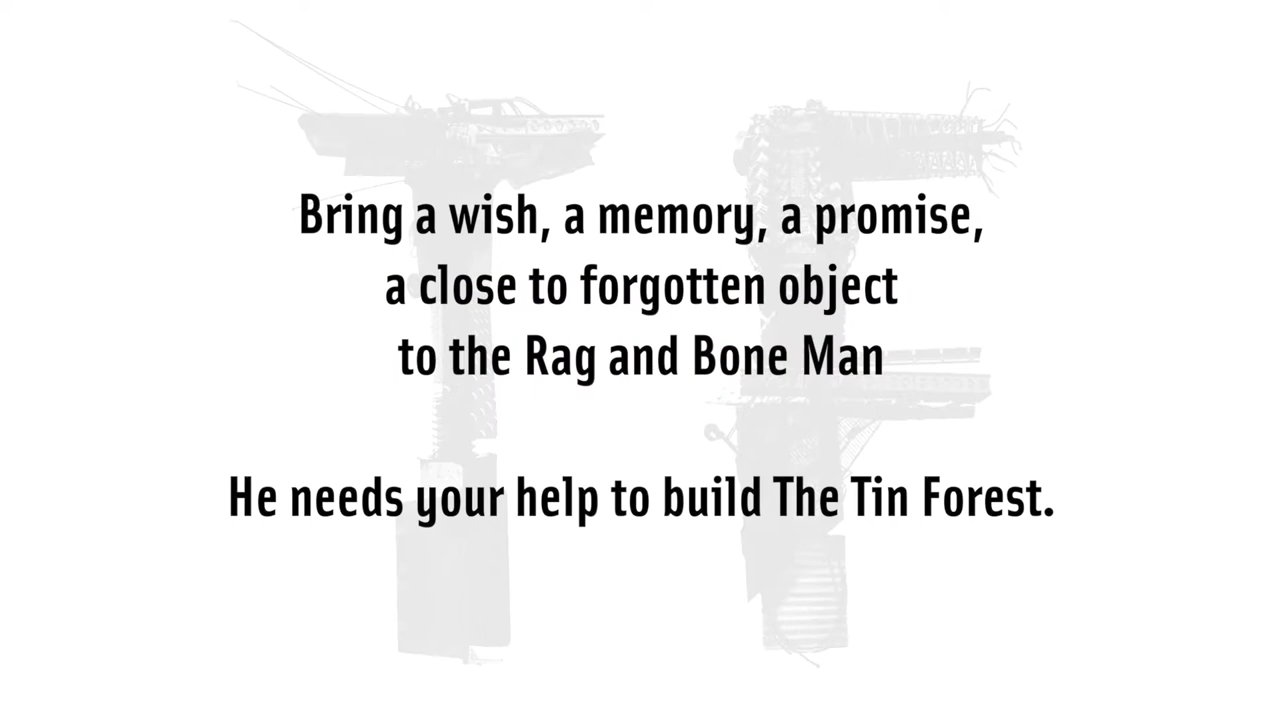 Bring a wish, a memory, a promise,
a close to forgotten object
to the Rag and Bone Man
He needs your help to build The Tin Forest.